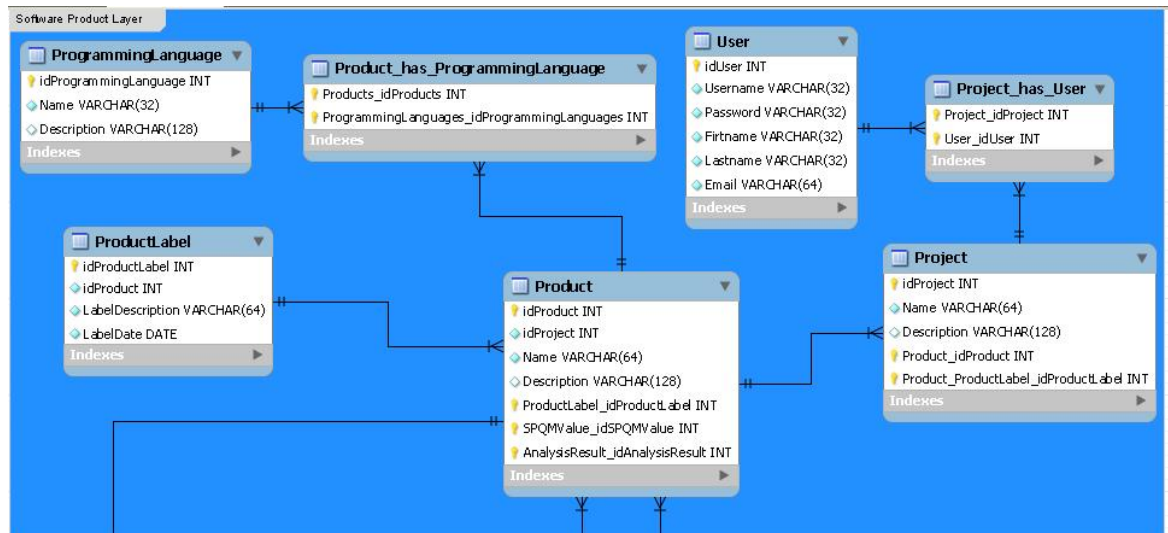 Software Product Layer
ProgrammingLanguage
idProgrammingLanguage INT
Name VARCHAR(32)
Description VARCHAR(128)
Indexes
Product_has_ProgrammingLanguage
Products_idProducts INT
ProgrammingLanguages_idProgrammingLanguages INT
Indexes
User
idUser INT
Username VARCHAR(32)
Password VARCHAR(32)
Firtname VARCHAR(32)
Lastname VARCHAR(32)
Email VARCHAR(64)
Indexes
Project_has_User
Project_idProject INT
User_idUser INT
Indexes
ProductLabel
idProductLabel INT
idProduct INT
LabelDescription VARCHAR(64)
LabelDate DATE
Indexes
Product
idProduct INT
idProject INT
Name VARCHAR(64)
Description VARCHAR(128)
ProductLabel_idProductLabel INT
SPQMValue_idSPQMValue INT
AnalysisResult_idAnalysisResult INT
Indexes
Project
idProject INT
Name VARCHAR(64)
Description VARCHAR(128)
Product_idProduct INT
Product_ProductLabel_idProductLabel INT
Indexes